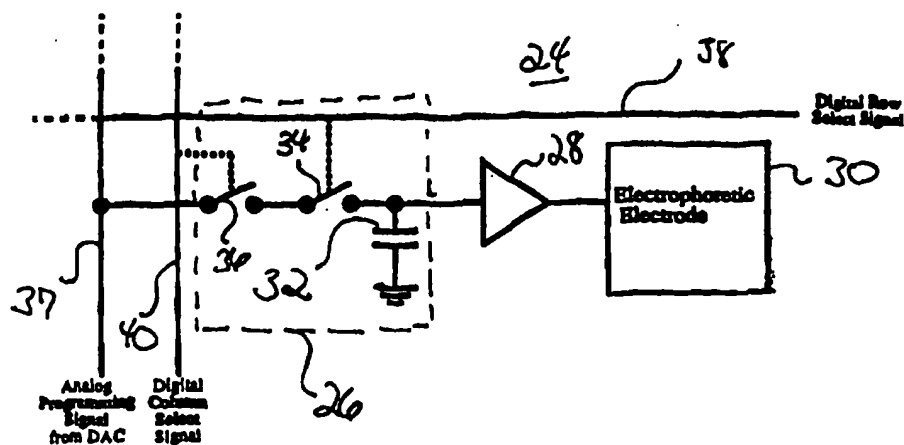 24
38
Digital Row
Select Signal
34
28
30
Electrophoretic
Electrode
36
32
37
40
26
Analog
Programming
Signal
from DAC
Digital
Column
Select
Signal